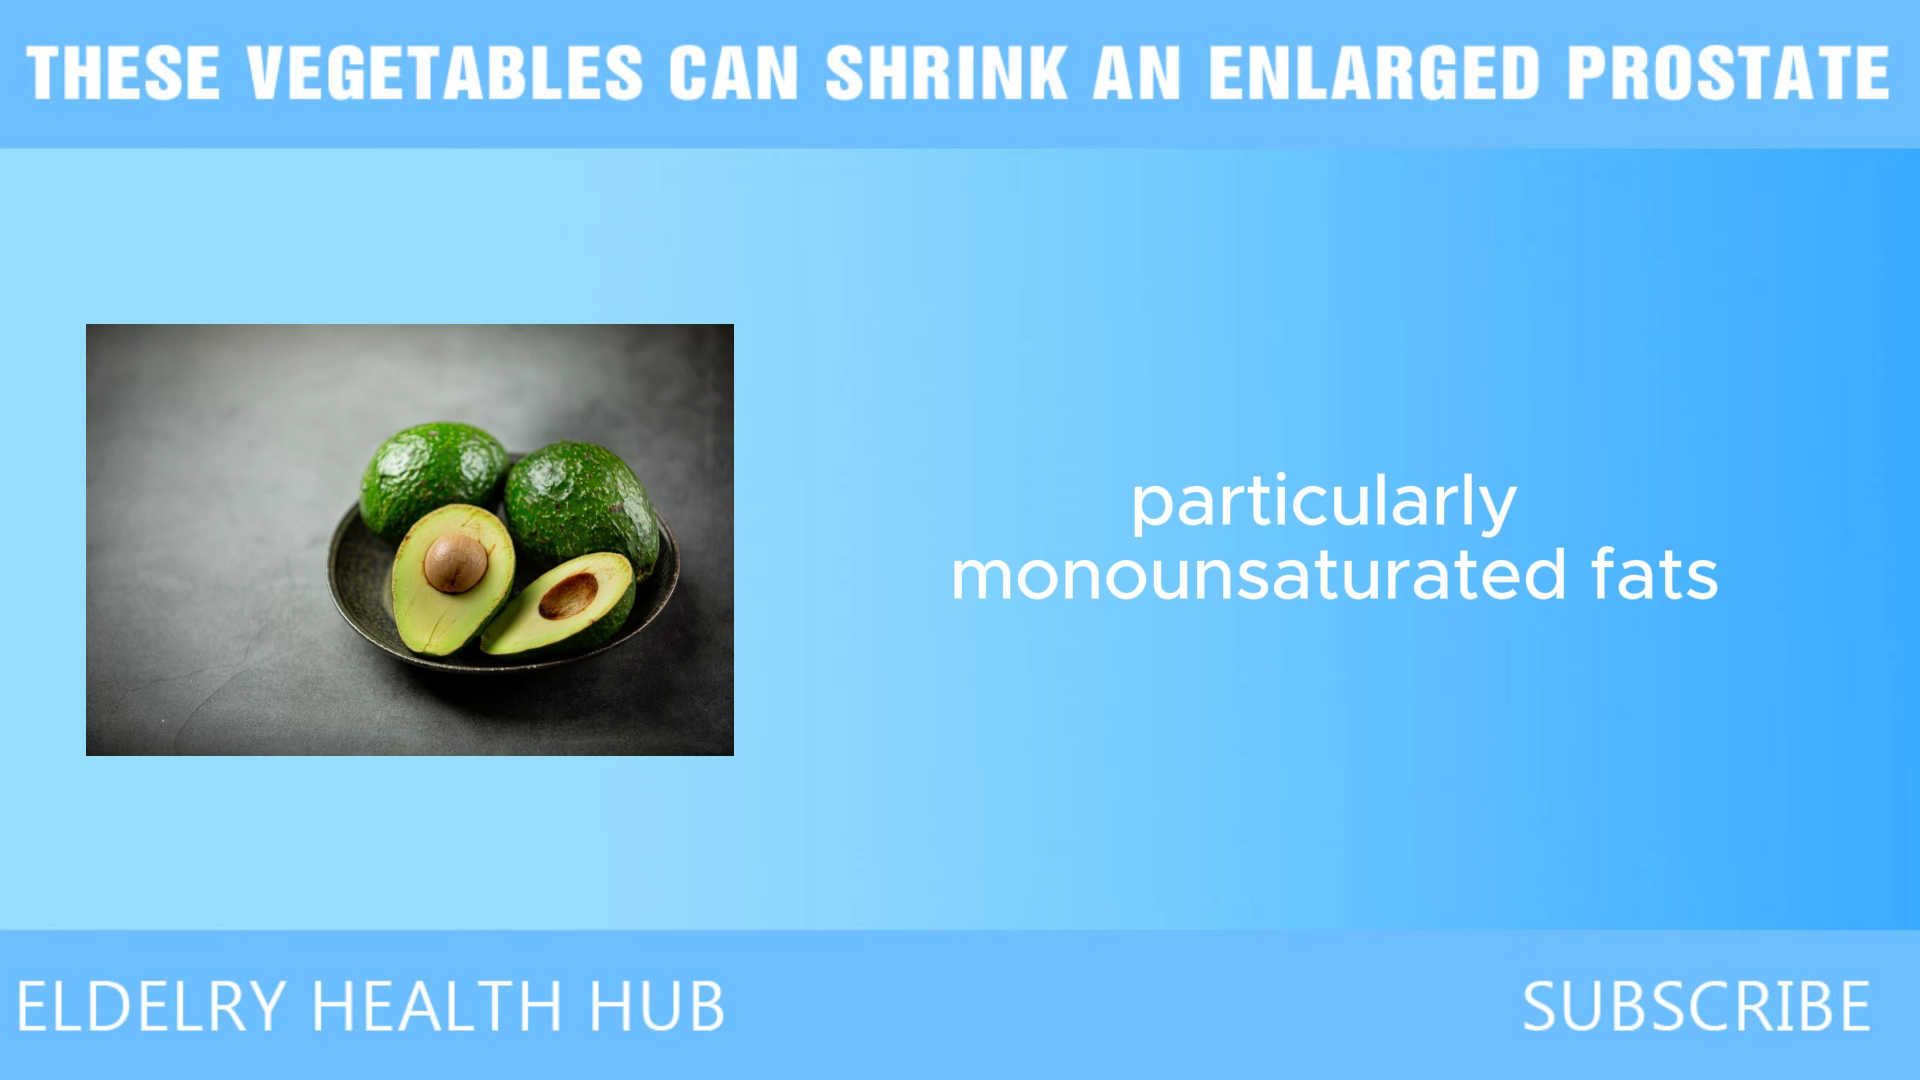 THESE VEGETABLES CAN SHRINK AN ENLARGED PROSTATE
particularly
monounsaturated fats
ELDELRY HEALTH HUB
SUBSCRIBE